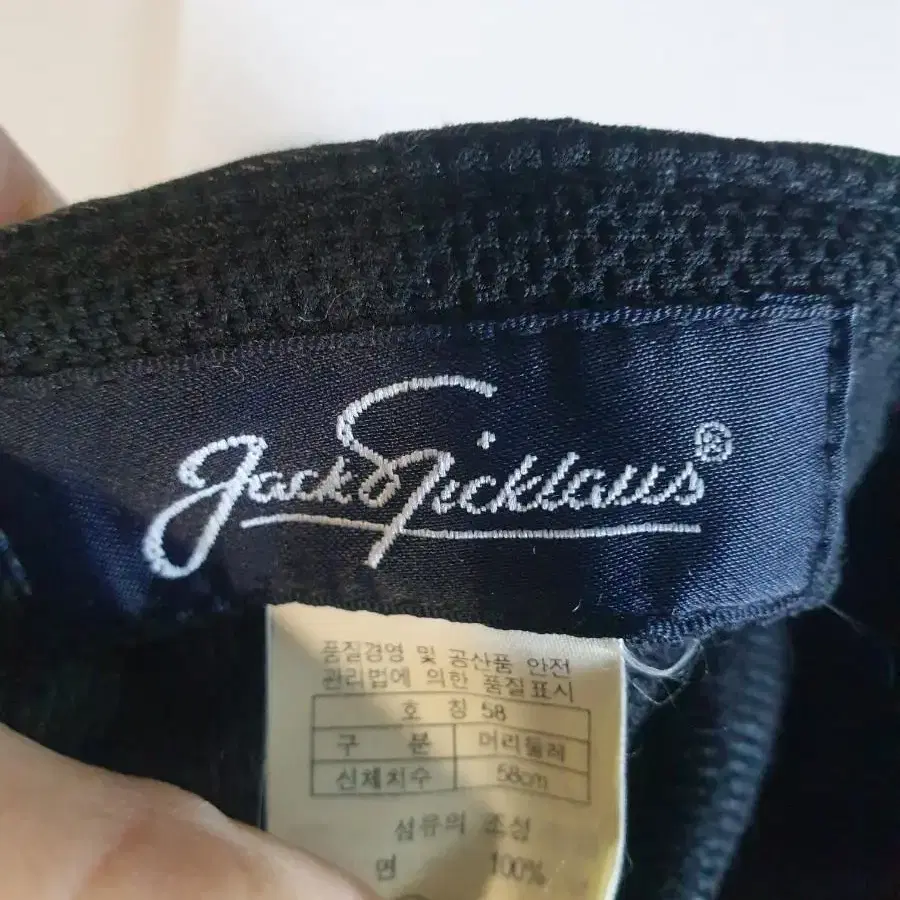 Jack Nicklaus®
품질경영 및 공산품 안전
관리법에 의한 품질표시
호 칭 58
구 분 머리둘레
신체치수 58cm
섬유의 조성
면 100%